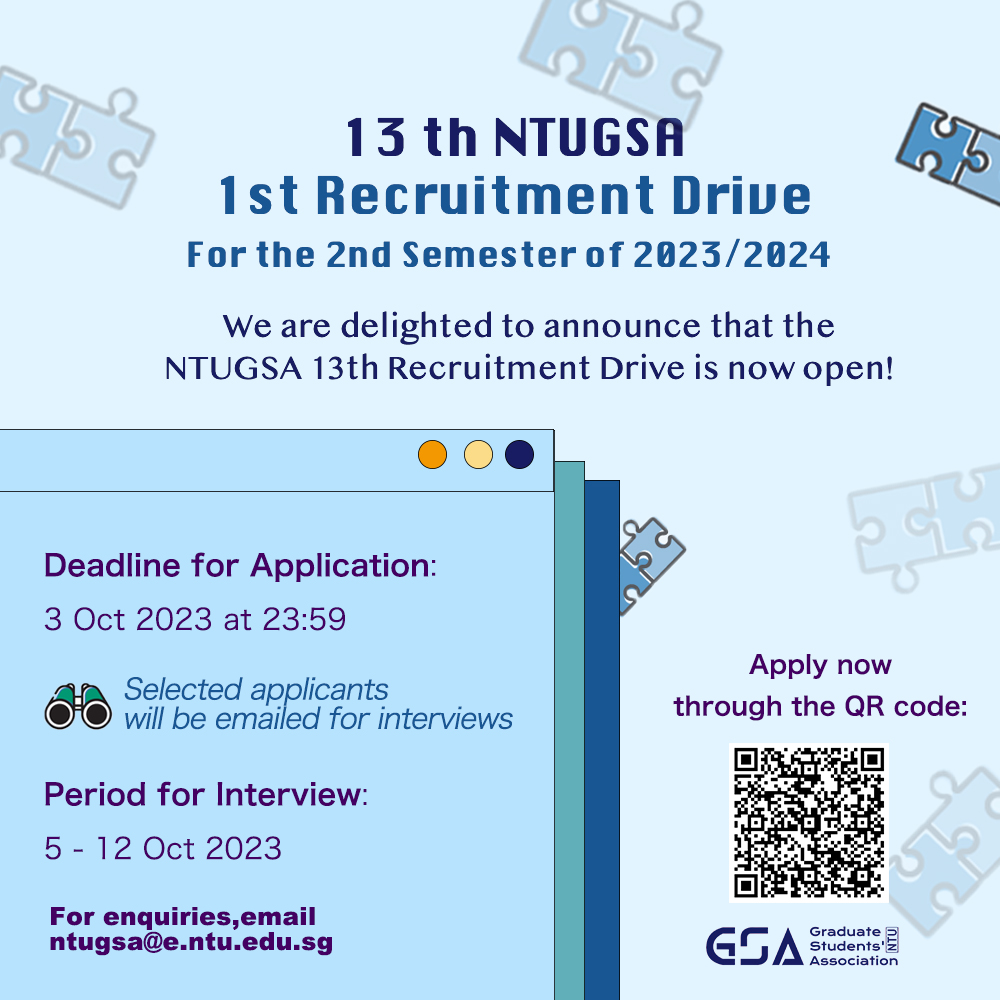 13 th NTUGSA
1st Recruitment Drive
For the 2nd Semester of 2023/2024
We are delighted to announce that the
NTUGSA 13th Recruitment Drive is now open!
Deadline for Application:
3 Oct 2023 at 23:59
Selected applicants
will be emailed for interviews
Period for Interview:
5 - 12 Oct 2023
For enquiries,email
ntugsa@e.ntu.edu.sg
Apply now
through the QR code:
GSA
Graduate
Students'
Association
NTU